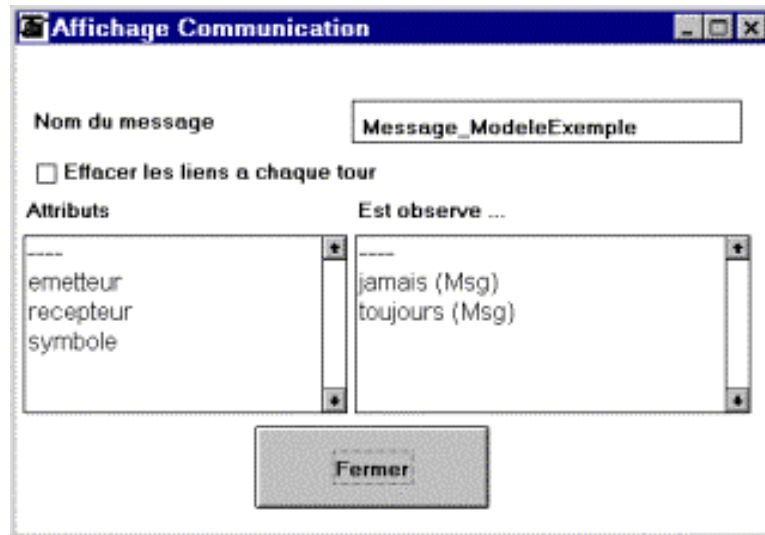 Affichage Communication
Nom du message
Message_ModeleExemple
Effacer les liens a chaque tour
Attributs
Est observe ...
----
emetteur
recepteur
symbole
----
jamais (Msg)
toujours (Msg)
Fermer